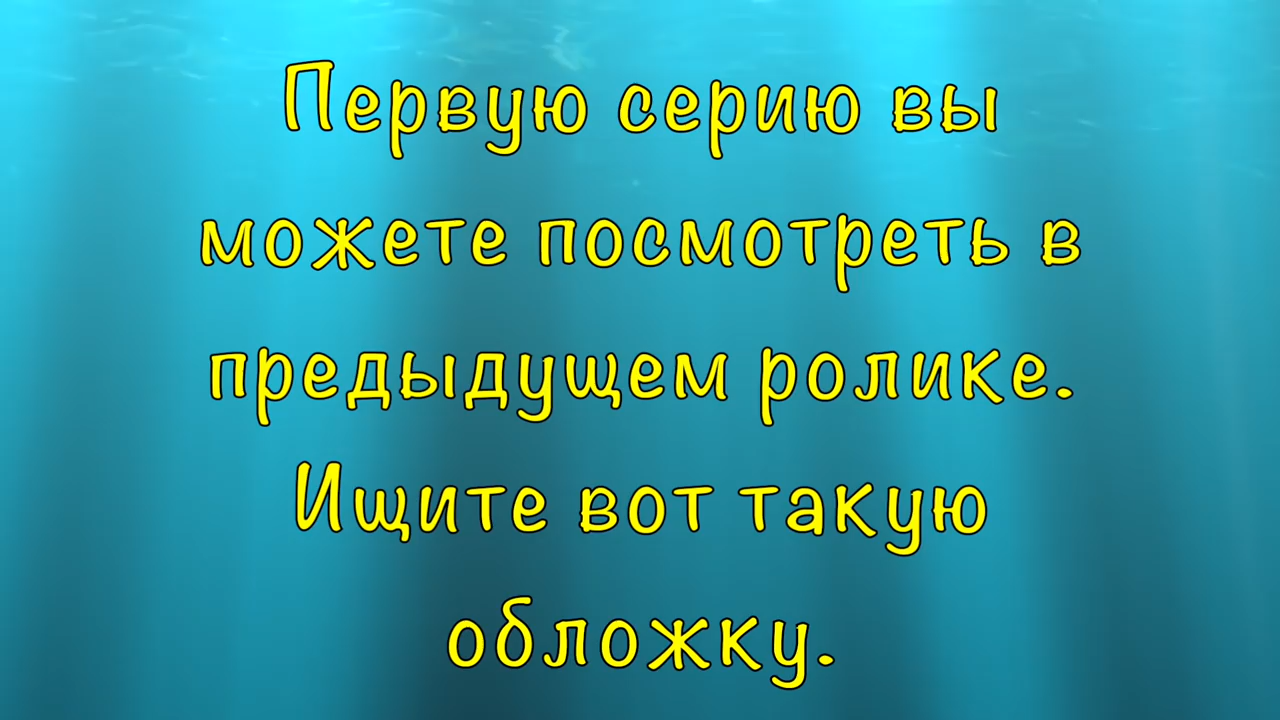 Первую серию вы
можете посмотреть в
предыдущем ролике.
Ищите вот такую
обложку.